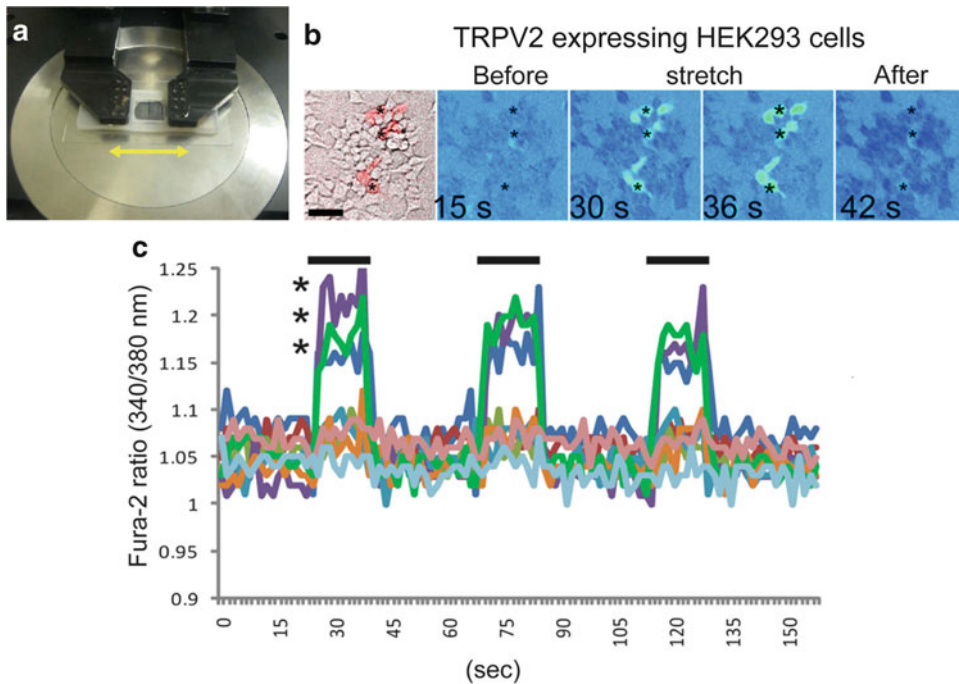 a
b
TRPV2 expressing HEK293 cells
Before stretch After
* * * * *
* * * *
* * * * *
15 s 30 s 36 s 42 s
c
1.25
1.2
1.15
1.1
1.05
1
0.95
0.9
Fura-2 ratio (340/380 nm)
*
*
*
0 15 30 45 60 75 90 105 120 135 150
(sec)